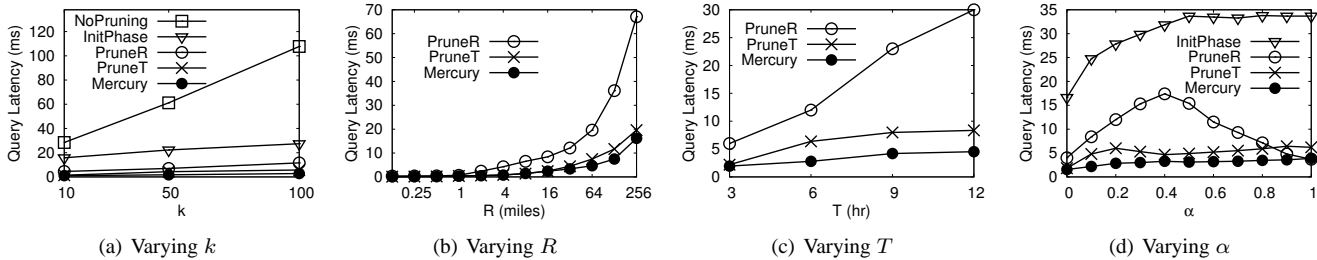 Query Latency (ms)
120
100
80
60
40
20
0
NoPruning
InitPhase
PruneR
PruneT
Mercury
10
50
100
k
(a) Varying k
Query Latency (ms)
70
60
50
40
30
20
10
0
PruneR
PruneT
Mercury
0.25
1
4
16
64
256
R (miles)
(b) Varying R
Query Latency (ms)
30
25
20
15
10
5
0
PruneR
PruneT
Mercury
3
6
9
12
T (hr)
(c) Varying T
Query Latency (ms)
35
30
25
20
15
10
5
0
InitPhase
PruneR
PruneT
Mercury
0
0.2
0.4
0.6
0.8
1
α
(d) Varying α